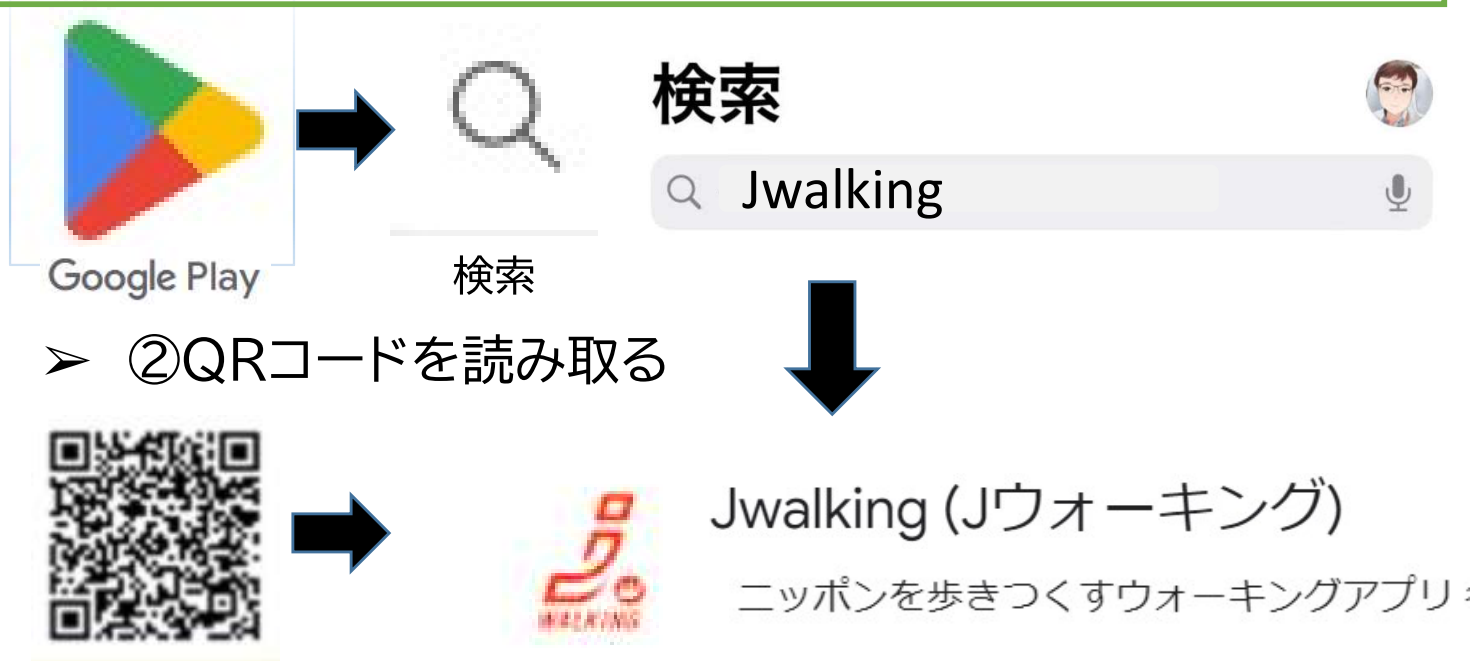 検索
Jwalking
Google Play
検索
➢ ②QRコードを読み取る
Jwalking (Jウォーキング)
ニッポンを歩きつくすウォーキングアプリ
j.
WALKING